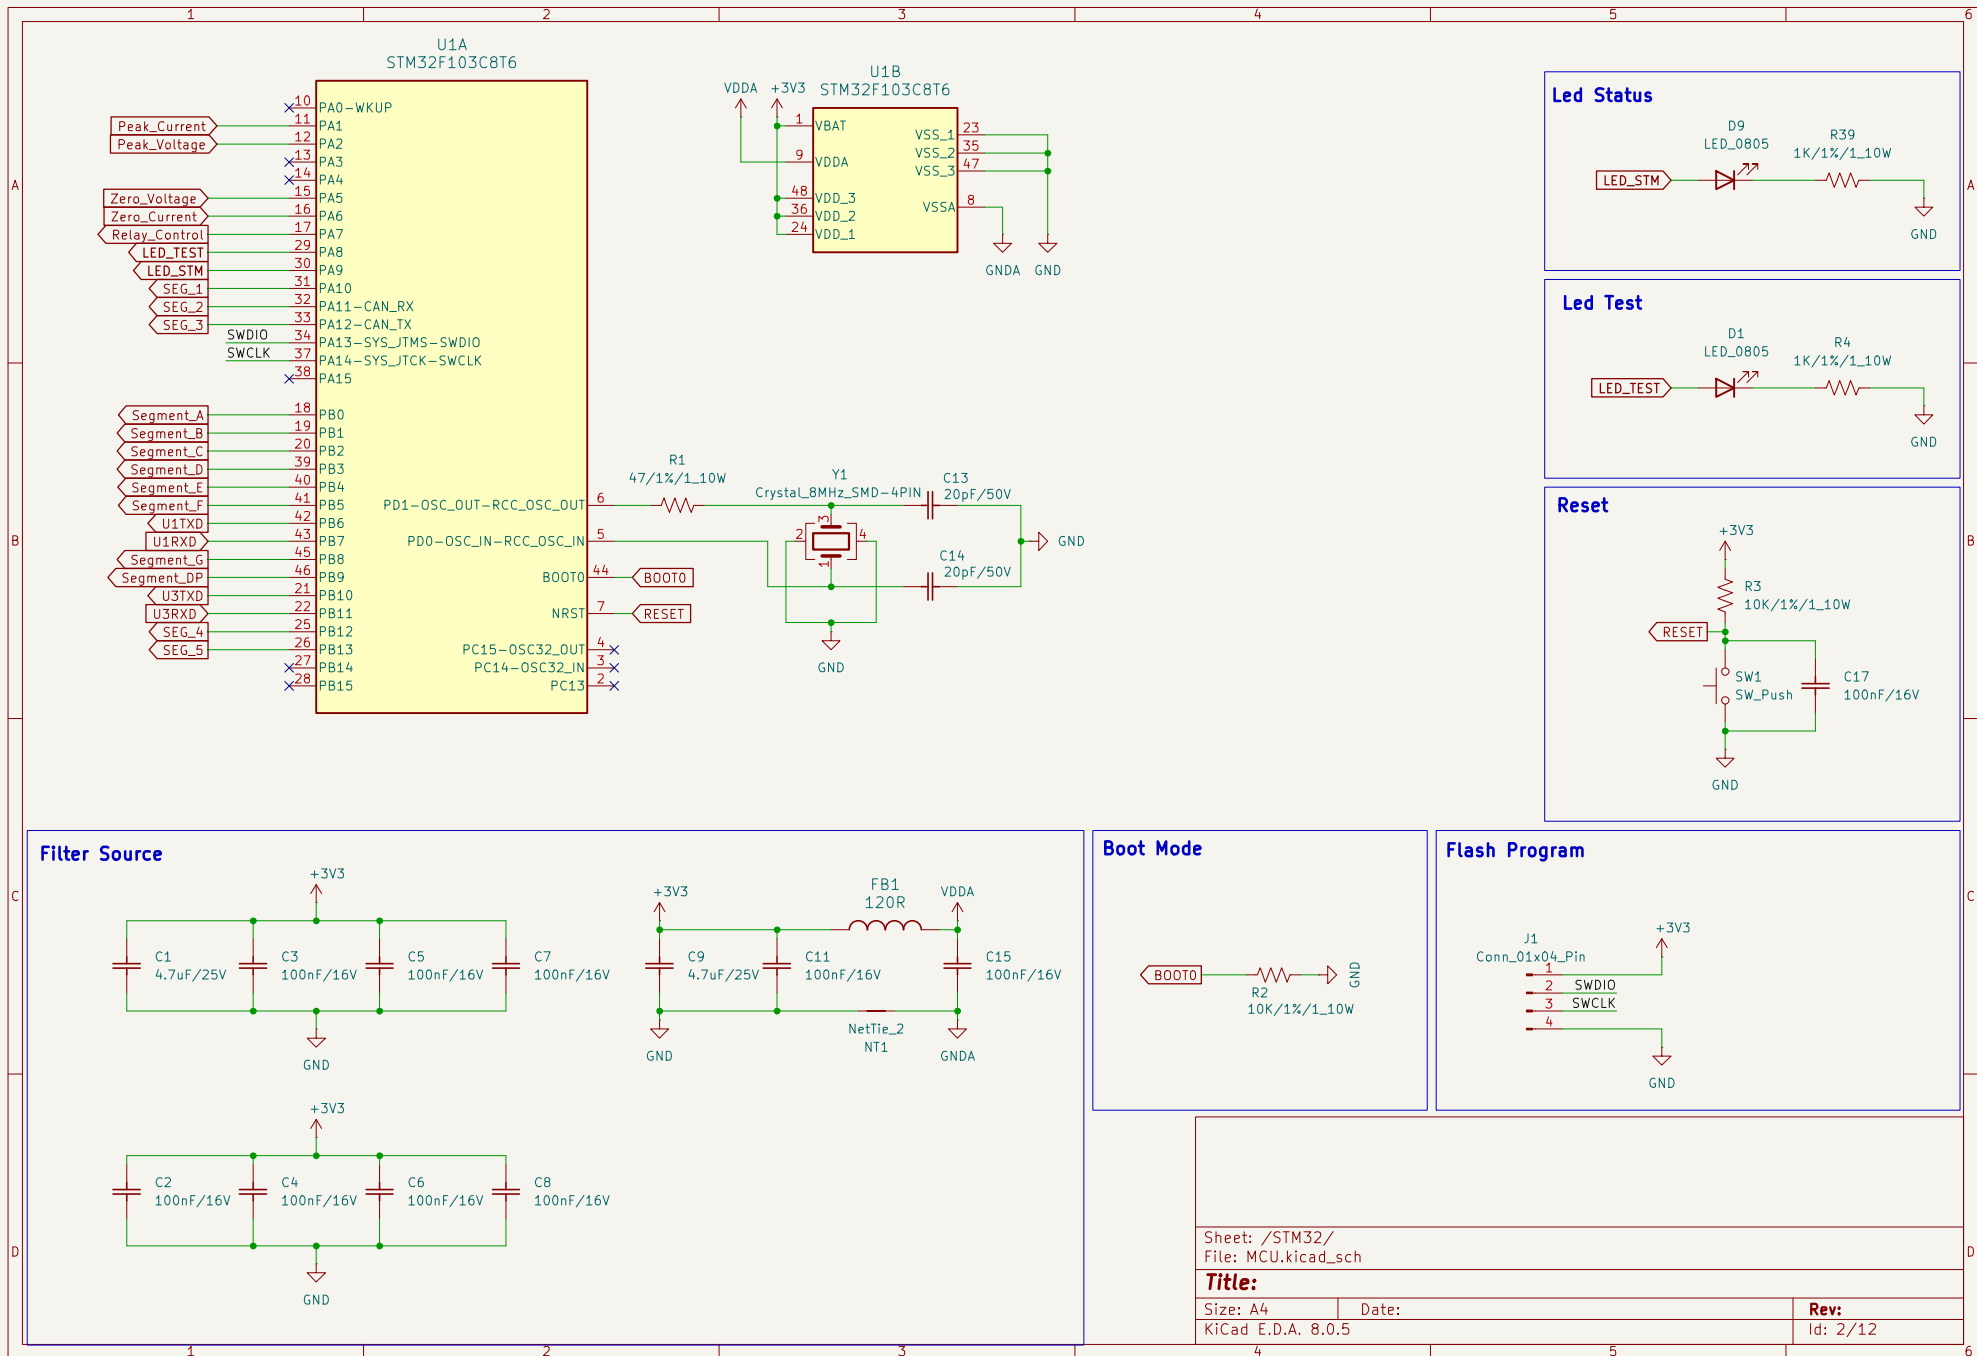 1 2 3 4 5 6
A
B
C
D
A
B
C
D
U1A
STM32F103C8T6
10 PA0-WKUP
Peak_Current 11 PA1
Peak_Voltage 12 PA2
13 PA3
14 PA4
Zero_Voltage 15 PA5
Zero_Current 16 PA6
Relay_Control 17 PA7
LED_TEST 29 PA8
LED_STM 30 PA9
SEG_1 31 PA10
SEG_2 32 PA11-CAN_RX
SEG_3 33 PA12-CAN_TX
SWDIO 34 PA13-SYS_JTMS-SWDIO
SWCLK 37 PA14-SYS_JTCK-SWCLK
38 PA15
Segment_A 18 PB0
Segment_B 19 PB1
Segment_C 20 PB2
Segment_D 39 PB3
Segment_E 40 PB4
Segment_F 41 PB5
U1TXD 42 PB6
U1RXD 43 PB7
Segment_G 45 PB8
Segment_DP 46 PB9
U3TXD 21 PB10
U3RXD 22 PB11
SEG_4 25 PB12
SEG_5 26 PB13
27 PB14
28 PB15
PD1-OSC_OUT-RCC_OSC_OUT 6
PD0-OSC_IN-RCC_OSC_IN 5
BOOT0 44 BOOT0
NRST 7 RESET
PC15-OSC32_OUT 4
PC14-OSC32_IN 3
PC13 2
R1
47/1%/1_10W
Y1
Crystal_8MHz_SMD-4PIN
3
2 4
1
GND
C13
20pF/50V
C14
20pF/50V
GND
U1B
STM32F103C8T6
VDDA +3V3
1 VBAT
9 VDDA
48 VDD_3
36 VDD_2
24 VDD_1
VSS_1 23
VSS_2 35
VSS_3 47
VSSA 8
GNDA GND
Led Status
D9
LED_0805
R39
1K/1%/1_10W
LED_STM
GND
Led Test
D1
LED_0805
R4
1K/1%/1_10W
LED_TEST
GND
Reset
+3V3
R3
10K/1%/1_10W
RESET
SW1
SW_Push
C17
100nF/16V
GND
Filter Source
+3V3
C1
4.7uF/25V
C3
100nF/16V
C5
100nF/16V
C7
100nF/16V
GND
+3V3
C9
4.7uF/25V
C11
100nF/16V
FB1
120R
VDDA
C15
100nF/16V
NetTie_2
NT1
GND
GNDA
+3V3
C2
100nF/16V
C4
100nF/16V
C6
100nF/16V
C8
100nF/16V
GND
Boot Mode
BOOT0
R2
10K/1%/1_10W
GND
Flash Program
J1
Conn_01x04_Pin
+3V3
1
2 SWDIO
3 SWCLK
4
GND
Sheet: /STM32/
File: MCU.kicad_sch
Title:
Size: A4 Date: Rev:
KiCad E.D.A. 8.0.5 Id: 2/12
1 2 3 4 5 6